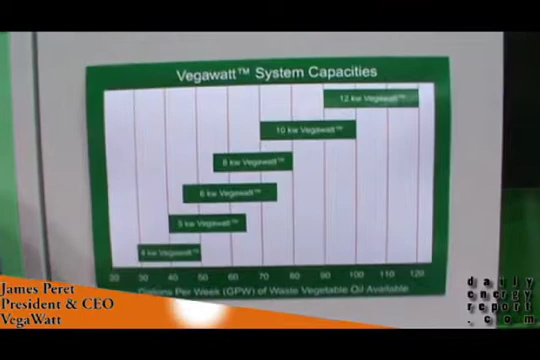 Vegawatt™ System Capacities
12 kw Vegawatt™
10 kw Vegawatt™
8 kw Vegawatt™
6 kw Vegawatt™
5 kw Vegawatt™
4 kw Vegawatt™
20 30 40 50 60 70 80 90 100 110 120
Gallons Per Week (GPW) of Waste Vegetable Oil Available
James Peret
President & CEO
VegaWatt
daily
energy
report
.com